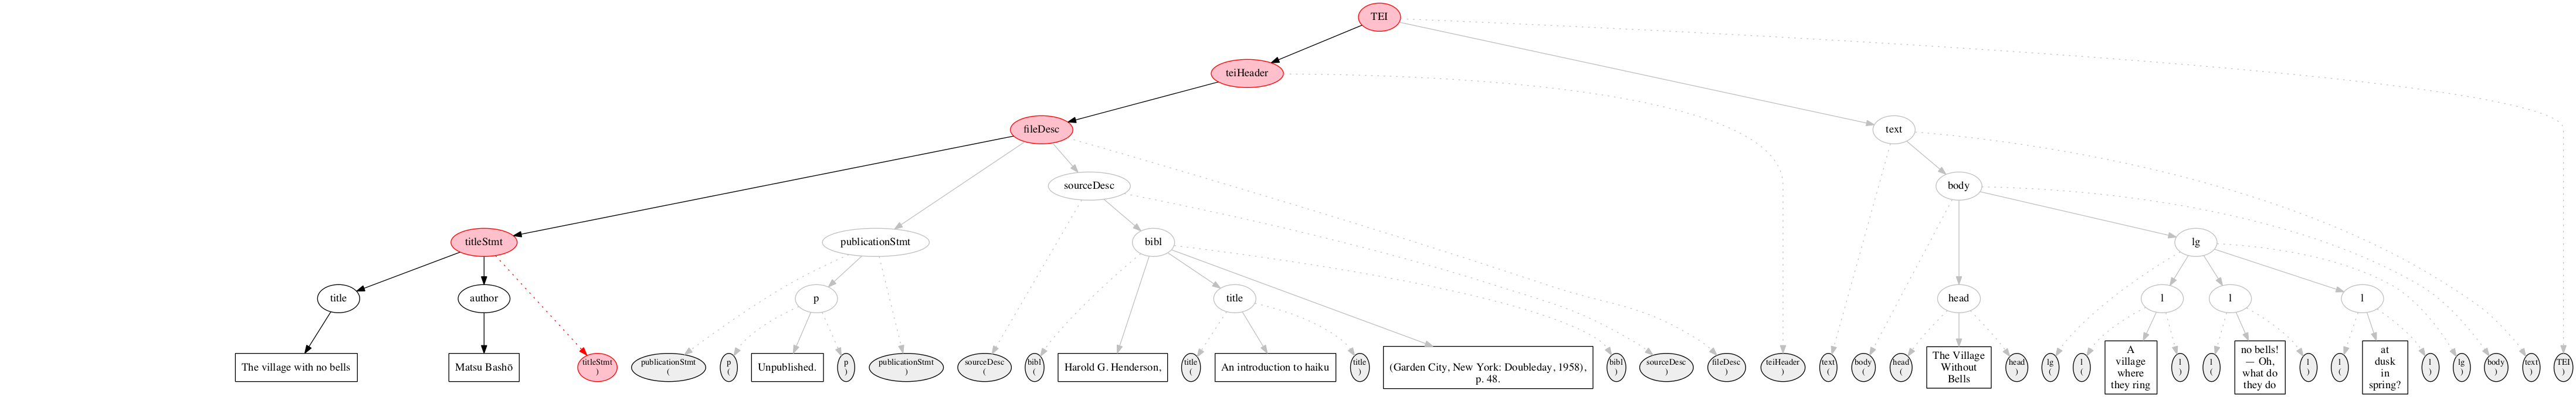 TEI
teiHeader
fileDesc
text
sourceDesc
body
titleStmt
publicationStmt
bibl
lg
title
author
p
title
head
l
l
l
The village with no bells
Matsu Bashō
titleStmt
)
publicationStmt
(
p
(
Unpublished.
p
)
publicationStmt
)
sourceDesc
(
bibl
(
Harold G. Henderson,
title
(
An introduction to haiku
title
)
(Garden City, New York: Doubleday, 1958),
p. 48.
bibl
)
sourceDesc
)
fileDesc
)
teiHeader
)
text
(
body
(
head
(
The Village
Without
Bells
head
)
lg
(
l
(
A
village
where
they ring
l
)
l
(
no bells!
— Oh,
what do
they do
l
)
l
(
at
dusk
in
spring?
l
)
lg
)
body
)
text
)
TEI
)